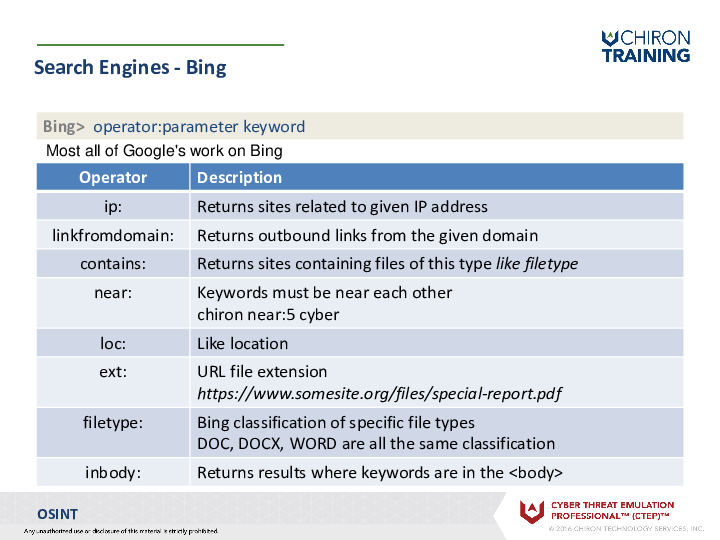 CHIRON
TRAINING
Search Engines - Bing
Bing> operator:parameter keyword
Most all of Google's work on Bing
Operator Description
ip: Returns sites related to given IP address
linkfromdomain: Returns outbound links from the given domain
contains: Returns sites containing files of this type like filetype
near: Keywords must be near each other
chiron near:5 cyber
loc: Like location
ext: URL file extension
https://www.somesite.org/files/special-report.pdf
filetype: Bing classification of specific file types
DOC, DOCX, WORD are all the same classification
inbody: Returns results where keywords are in the <body>
OSINT
Any unauthorized use or disclosure of this material is strictly prohibited.
CYBER THREAT EMULATION
PROFESSIONAL™ (CTEP)™
© 2016 CHIRON TECHNOLOGY SERVICES, INC.